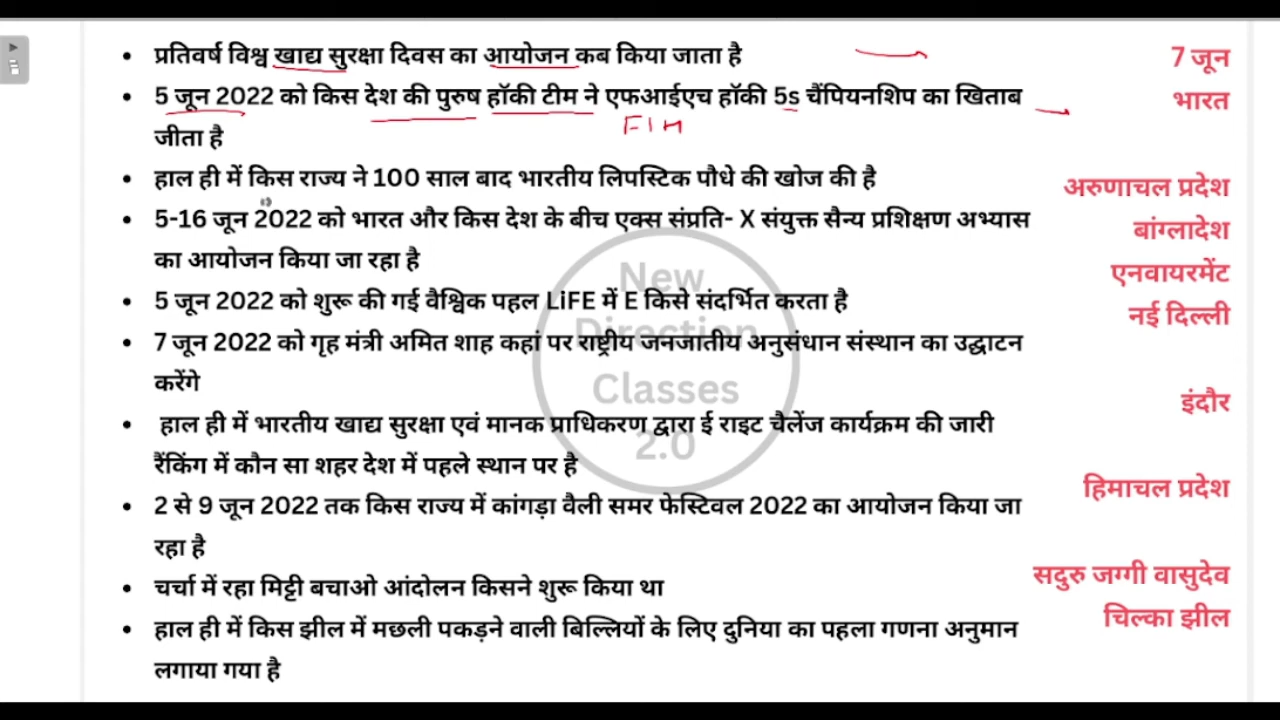 • प्रतिवर्ष विश्व खाद्य सुरक्षा दिवस का आयोजन कब किया जाता है 7 जून
• 5 जून 2022 को किस देश की पुरुष हॉकी टीम ने एफआईएच हॉकी 5s चैंपियनशिप का खिताब भारत
FIH
जीता है
• हाल ही में किस राज्य ने 100 साल बाद भारतीय लिपस्टिक पौधे की खोज की है अरुणाचल प्रदेश
• 5-16 जून 2022 को भारत और किस देश के बीच एक्स संप्रति- X संयुक्त सैन्य प्रशिक्षण अभ्यास बांग्लादेश
का आयोजन किया जा रहा है एनवायरमेंट
• 5 जून 2022 को शुरू की गई वैश्विक पहल LiFE में E किसे संदर्भित करता है नई दिल्ली
• 7 जून 2022 को गृह मंत्री अमित शाह कहां पर राष्ट्रीय जनजातीय अनुसंधान संस्थान का उद्घाटन
करेंगे इंदौर
• हाल ही में भारतीय खाद्य सुरक्षा एवं मानक प्राधिकरण द्वारा ई राइट चैलेंज कार्यक्रम की जारी
रैंकिंग में कौन सा शहर देश में पहले स्थान पर है हिमाचल प्रदेश
• 2 से 9 जून 2022 तक किस राज्य में कांगड़ा वैली समर फेस्टिवल 2022 का आयोजन किया जा
रहा है
• चर्चा में रहा मिट्टी बचाओ आंदोलन किसने शुरू किया था सदुरु जग्गी वासुदेव
• हाल ही में किस झील में मछली पकड़ने वाली बिल्लियों के लिए दुनिया का पहला गणना अनुमान चिल्का झील
लगाया गया है
New
Direction
Classes
2.0